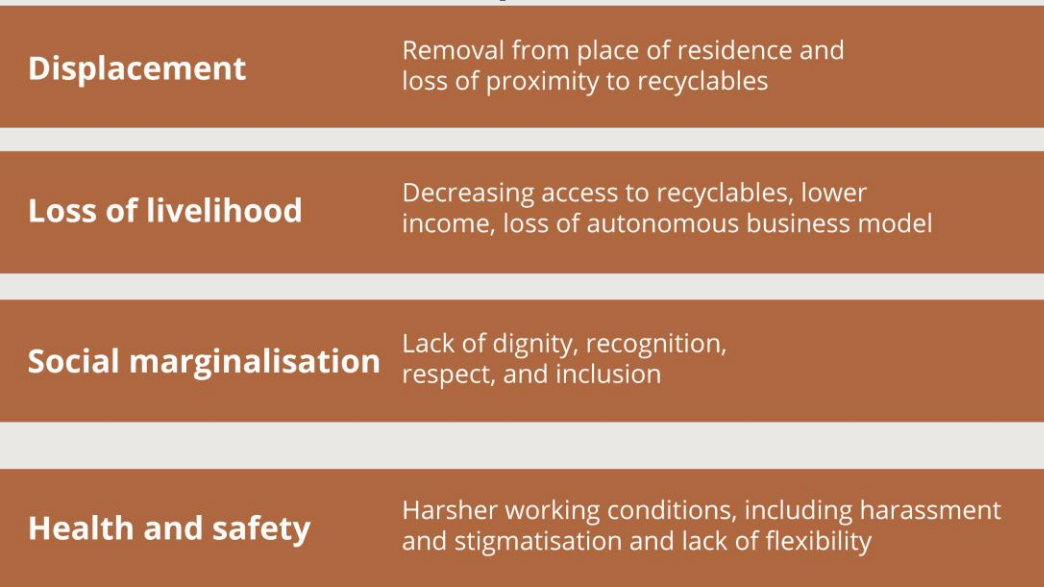 Displacement
Removal from place of residence and
loss of proximity to recyclables
Loss of livelihood
Decreasing access to recyclables, lower
income, loss of autonomous business model
Social marginalisation
Lack of dignity, recognition,
respect, and inclusion
Health and safety
Harsher working conditions, including harassment
and stigmatisation and lack of flexibility